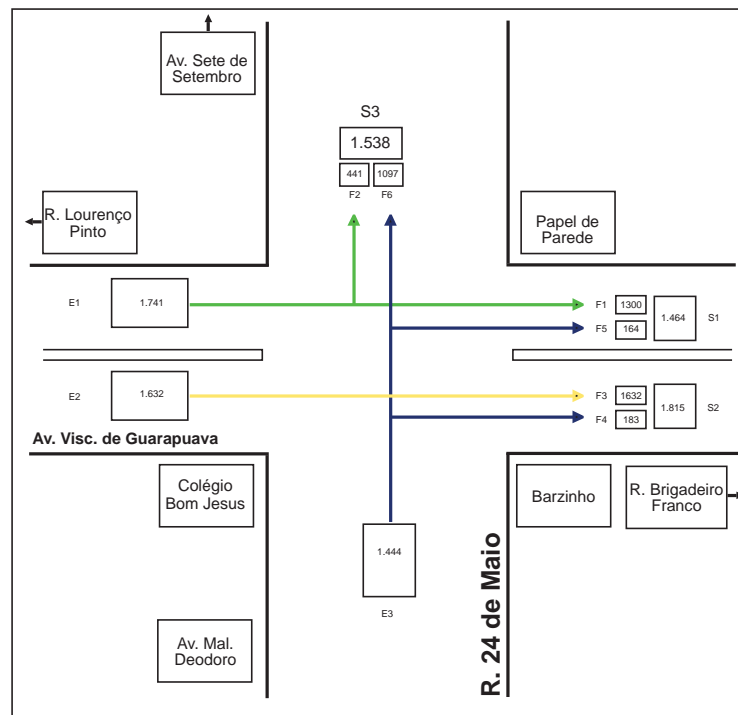 Av. Sete de
Setembro
S3
1.538
441 1097
F2 F6
R. Lourenço
Pinto
Papel de
Parede
E1 1.741 F1 1300 1.464 S1
F5 164
E2 1.632 F3 1632 1.815 S2
F4 183
Av. Visc. de Guarapuava
Colégio
Bom Jesus
Barzinho
R. Brigadeiro
Franco
1.444
E3
R. 24 de Maio
Av. Mal.
Deodoro